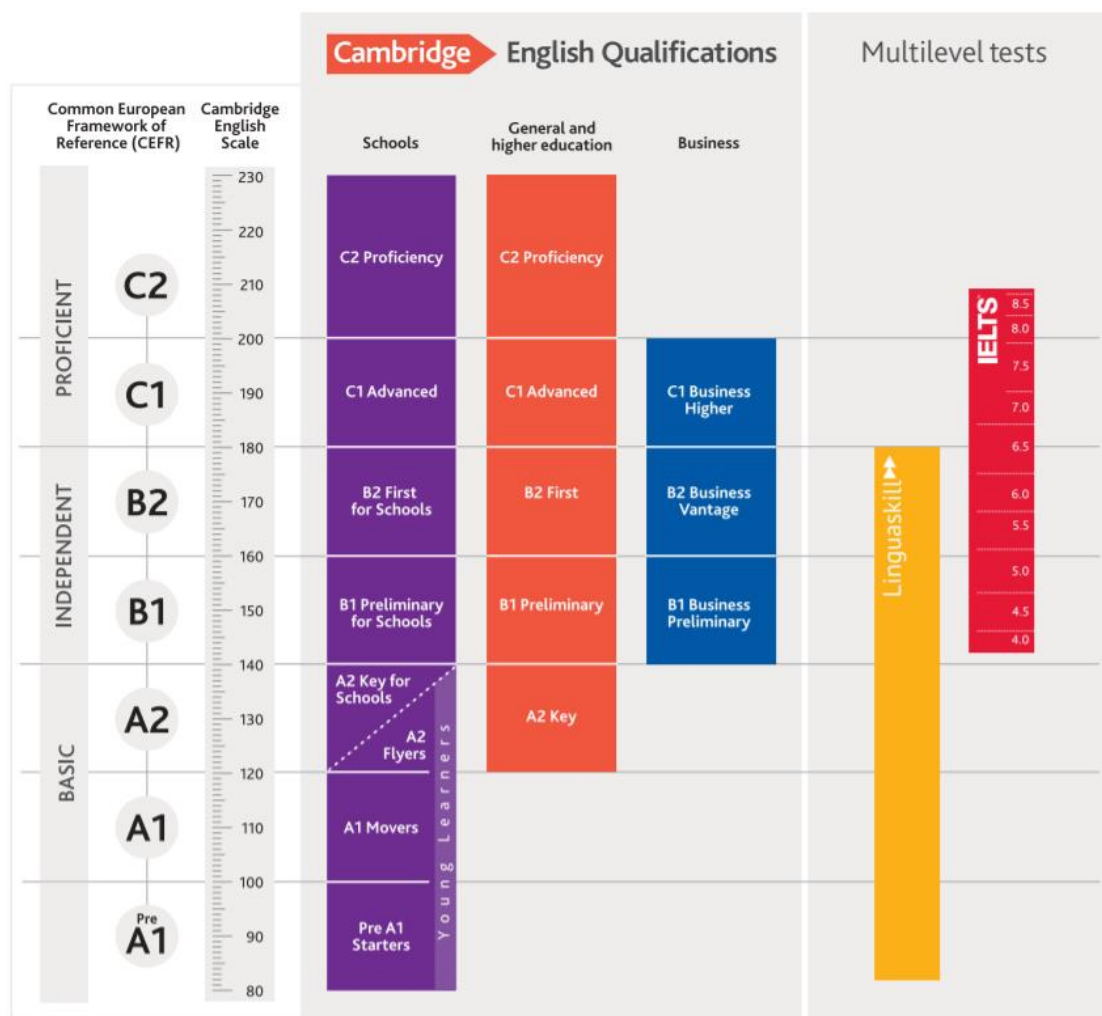 Cambridge English Qualifications
Multilevel tests
Common European
Framework of
Reference (CEFR)
Cambridge
English
Scale
Schools
General and
higher education
Business
PROFICIENT
INDEPENDENT
BASIC
C2
C1
B2
B1
A2
A1
Pre
A1
230
220
210
200
190
180
170
160
150
140
130
120
110
100
90
80
C2 Proficiency
C1 Advanced
B2 First
for Schools
B1 Preliminary
for Schools
A2 Key for
Schools
A2
Flyers
A1 Movers
Pre A1
Starters
Young Learners
C2 Proficiency
C1 Advanced
B2 First
B1 Preliminary
A2 Key
C1 Business
Higher
B2 Business
Vantage
B1 Business
Preliminary
Linguaskill
IELTS
8.5
8.0
7.5
7.0
6.5
6.0
5.5
5.0
4.5
4.0